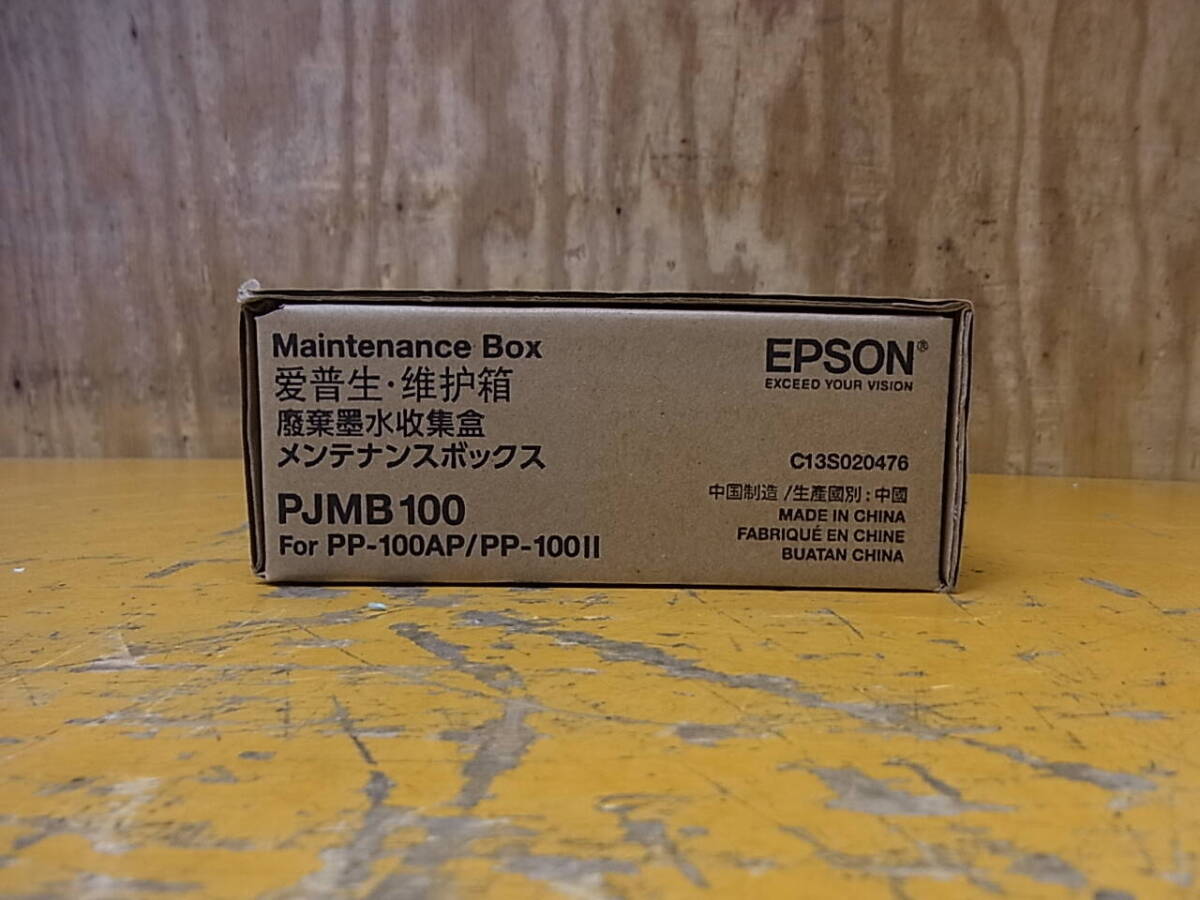 Maintenance Box
爱普生·维护箱
廢棄墨水收集盒
メンテナンスボックス
PJMB100
For PP-100AP/PP-100II
EPSON®
EXCEED YOUR VISION
C13S020476
中国制造 /生產國別:中國
MADE IN CHINA
FABRIQUÉ EN CHINE
BUATAN CHINA